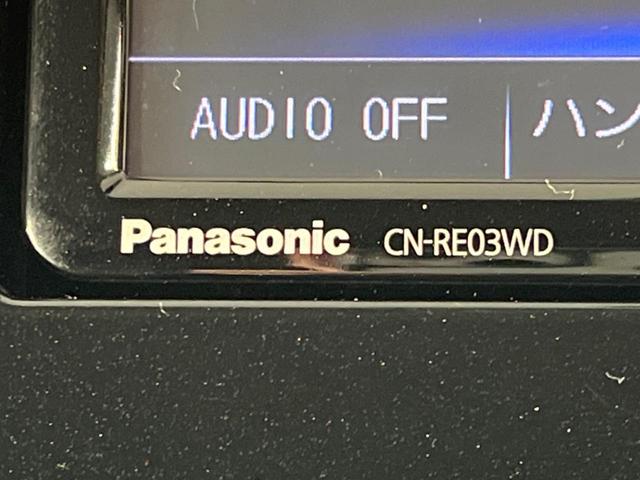 AUDIO OFF ハン
Panasonic CN-RE03WD